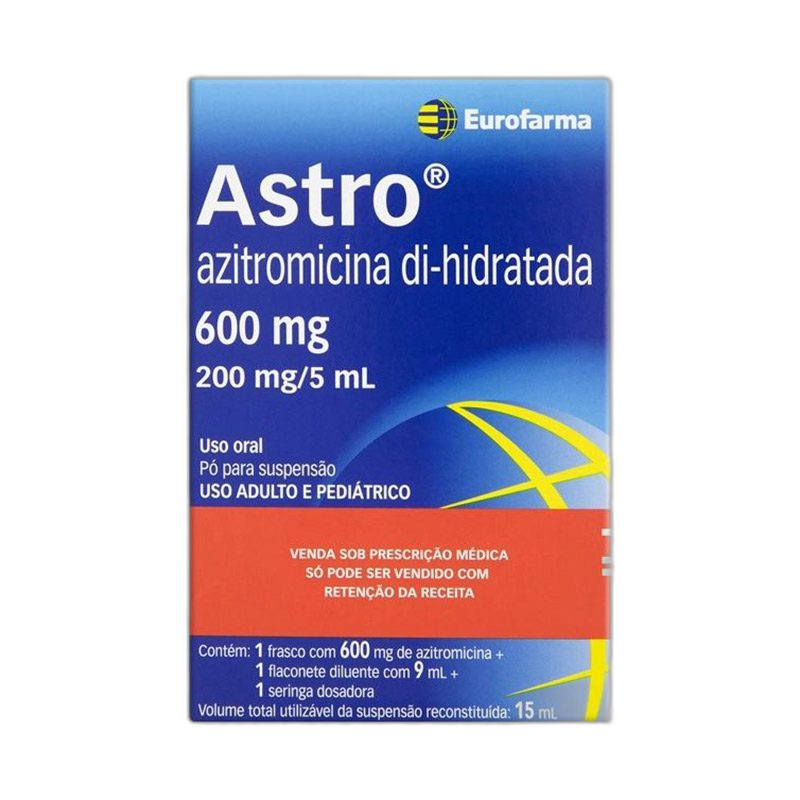 Eurofarma
Astro®
azitromicina di-hidratada
600 mg
200 mg/5 mL
Uso oral
Pó para suspensão
USO ADULTO E PEDIÁTRICO
VENDA SOB PRESCRIÇÃO MÉDICA
SÓ PODE SER VENDIDO COM
RETENÇÃO DA RECEITA
Contém: 1 frasco com 600 mg de azitromicina +
1 flaconete diluente com 9 mL +
1 seringa dosadora
Volume total utilizável da suspensão reconstituída: 15 mL